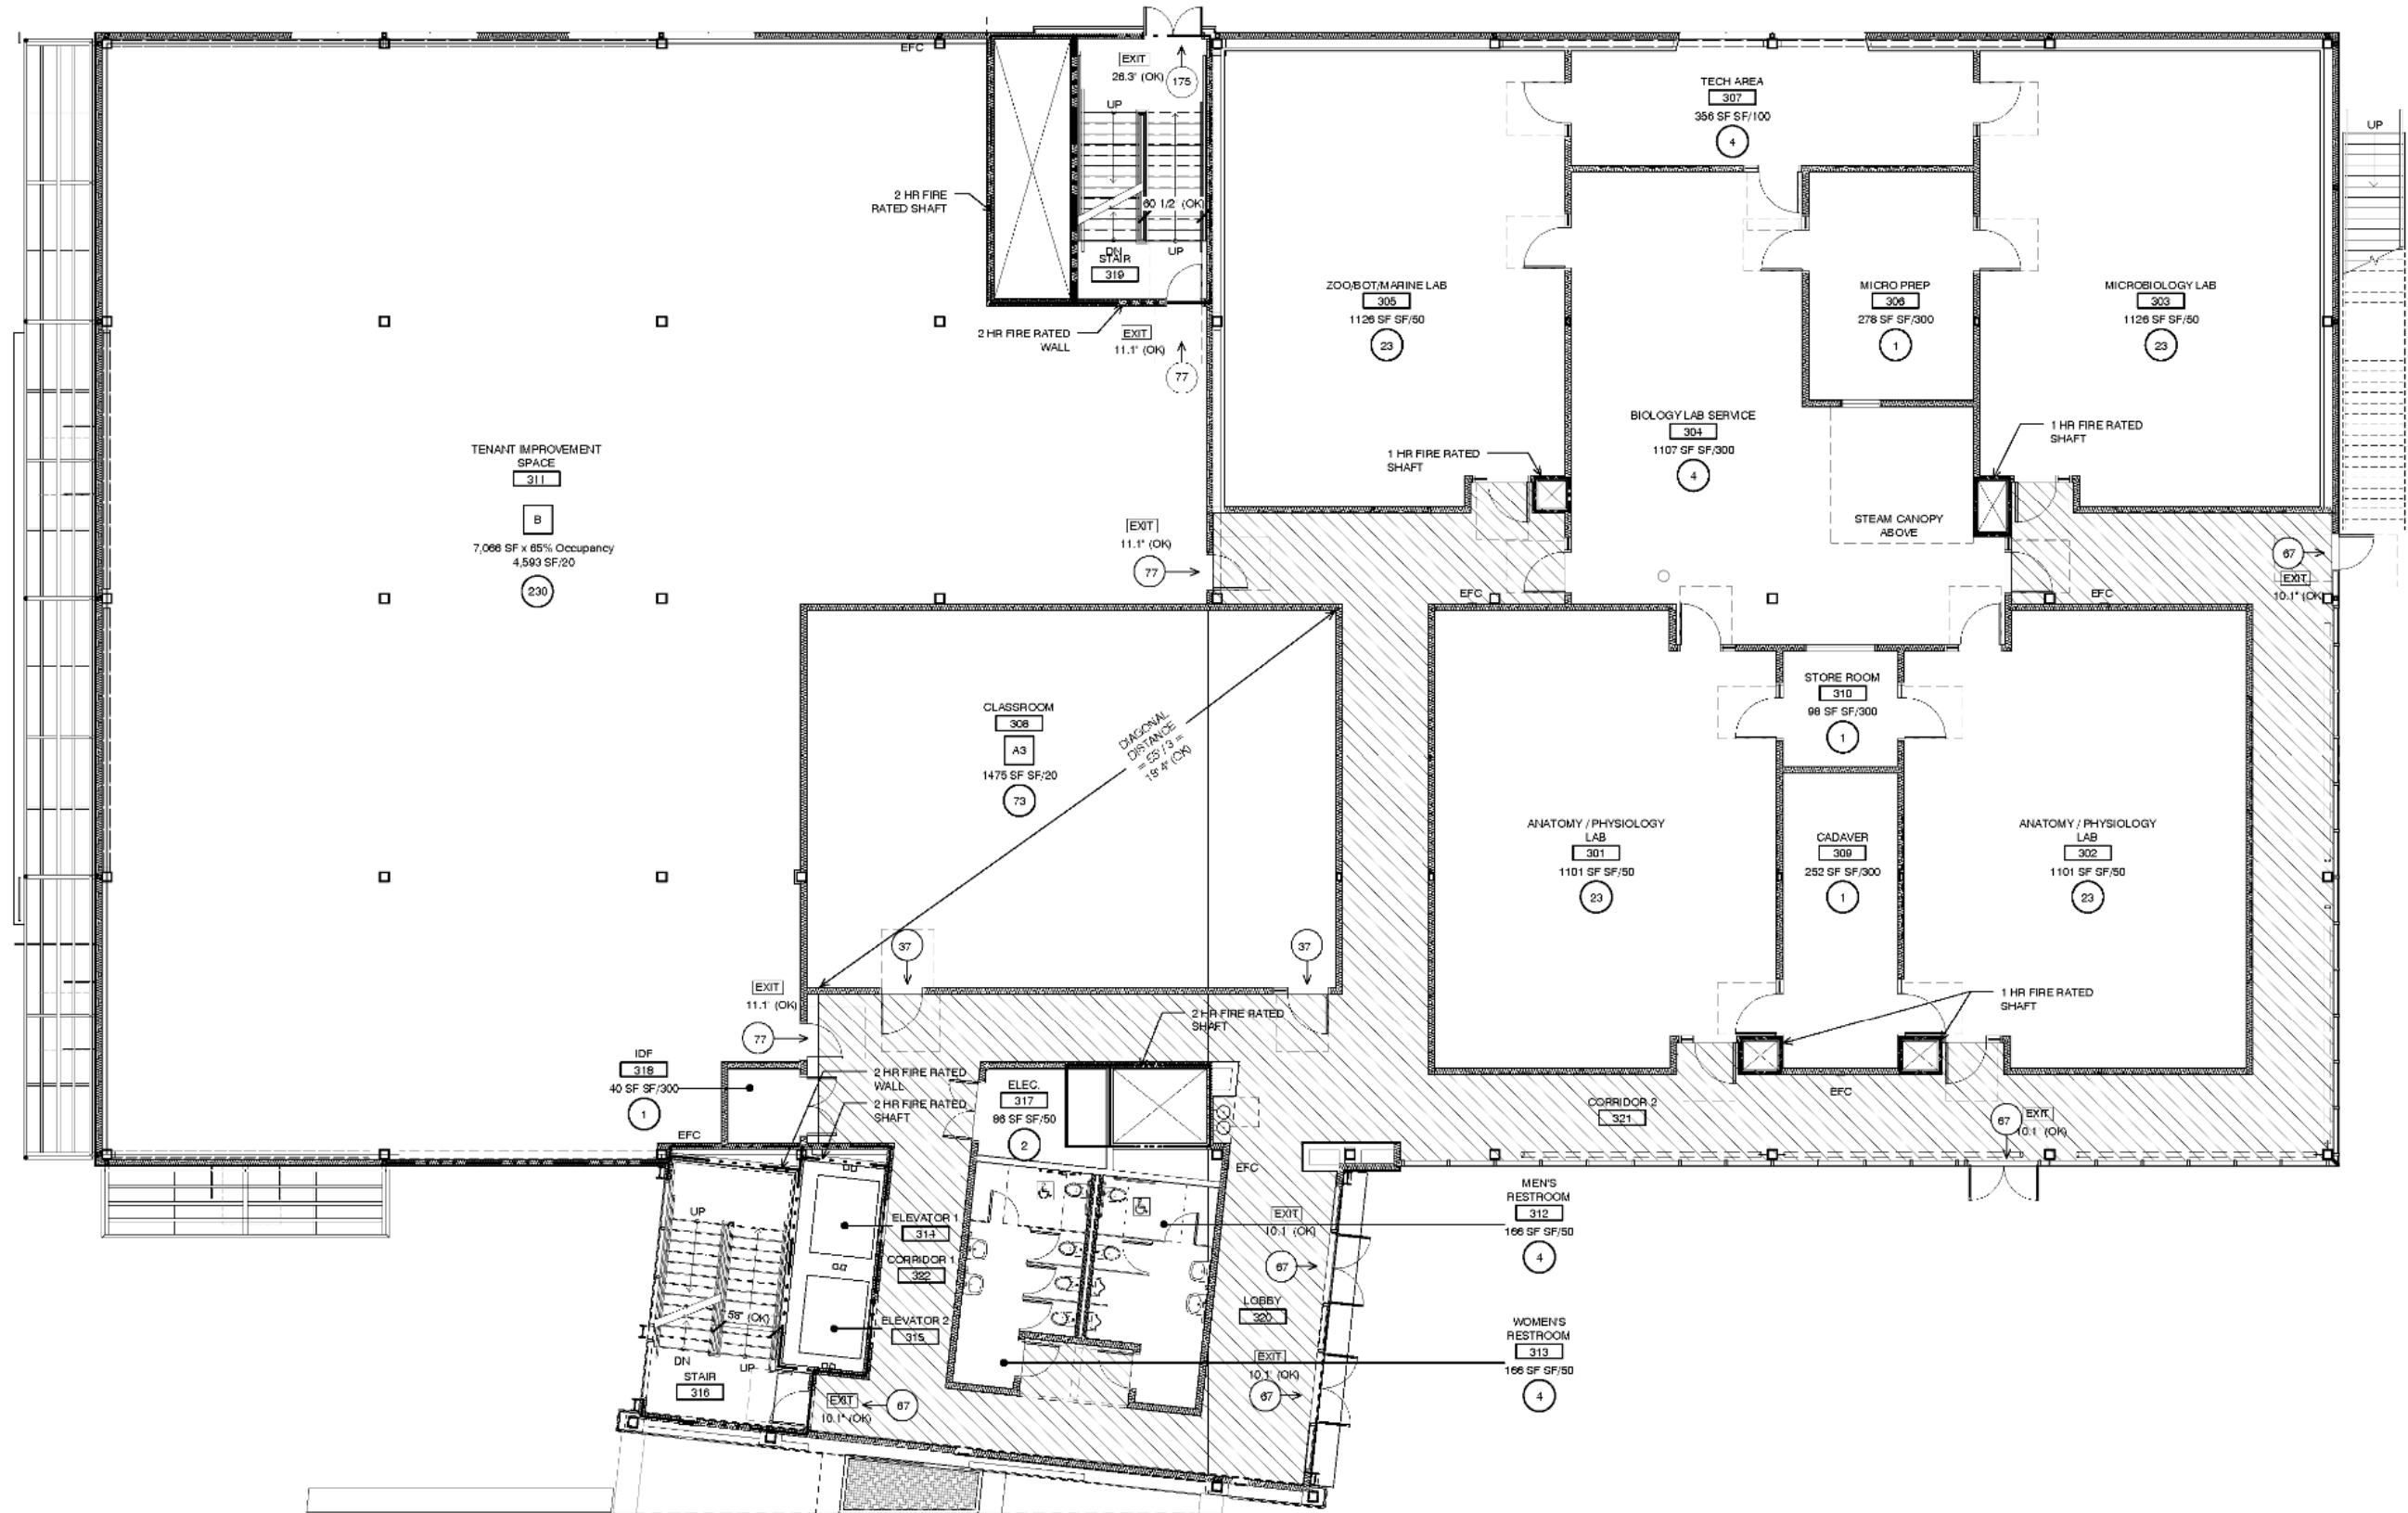 EFC
EXIT
26.3" (OK)
175
UP
60 1/2" (OK)
DN
UP
STAIR
319
2 HR FIRE
RATED SHAFT
2 HR FIRE RATED
WALL
EXIT
11.1" (OK)
77
TECH AREA
307
356 SF SF/100
4
UP
ZOO/BOT/MARINE LAB
305
1126 SF SF/50
23
MICRO PREP
306
278 SF SF/300
1
MICROBIOLOGY LAB
303
1126 SF SF/50
23
BIOLOGY LAB SERVICE
304
1107 SF SF/300
4
1 HR FIRE RATED
SHAFT
1 HR FIRE RATED
SHAFT
STEAM CANOPY
ABOVE
TENANT IMPROVEMENT
SPACE
311
B
7,066 SF x 65% Occupancy
4,593 SF/20
230
EXIT
11.1" (OK)
77
67
EXIT
10.1" (OK)
EFC
EFC
CLASSROOM
308
A3
1475 SF SF/20
73
DIAGONAL
DISTANCE
= 55' / 3 =
18' 4" (OK)
37
37
STORE ROOM
310
98 SF SF/300
1
ANATOMY / PHYSIOLOGY
LAB
301
1101 SF SF/50
23
CADAVER
309
252 SF SF/300
1
ANATOMY / PHYSIOLOGY
LAB
302
1101 SF SF/50
23
1 HR FIRE RATED
SHAFT
EXIT
11.1" (OK)
77
2 HR FIRE RATED
SHAFT
IDF
318
40 SF SF/300
1
2 HR FIRE RATED
WALL
2 HR FIRE RATED
SHAFT
ELEC.
317
86 SF SF/50
2
EFC
EFC
EFC
CORRIDOR 2
321
67
EXIT
10.1" (OK)
UP
ELEVATOR 1
314
CORRIDOR 1
322
ELEVATOR 2
315
58" (OK)
DN
UP
STAIR
316
EXIT
10.1" (OK)
67
EXIT
10.1" (OK)
67
LOBBY
320
EXIT
10.1" (OK)
67
MEN'S
RESTROOM
312
166 SF SF/50
4
WOMEN'S
RESTROOM
313
166 SF SF/50
4